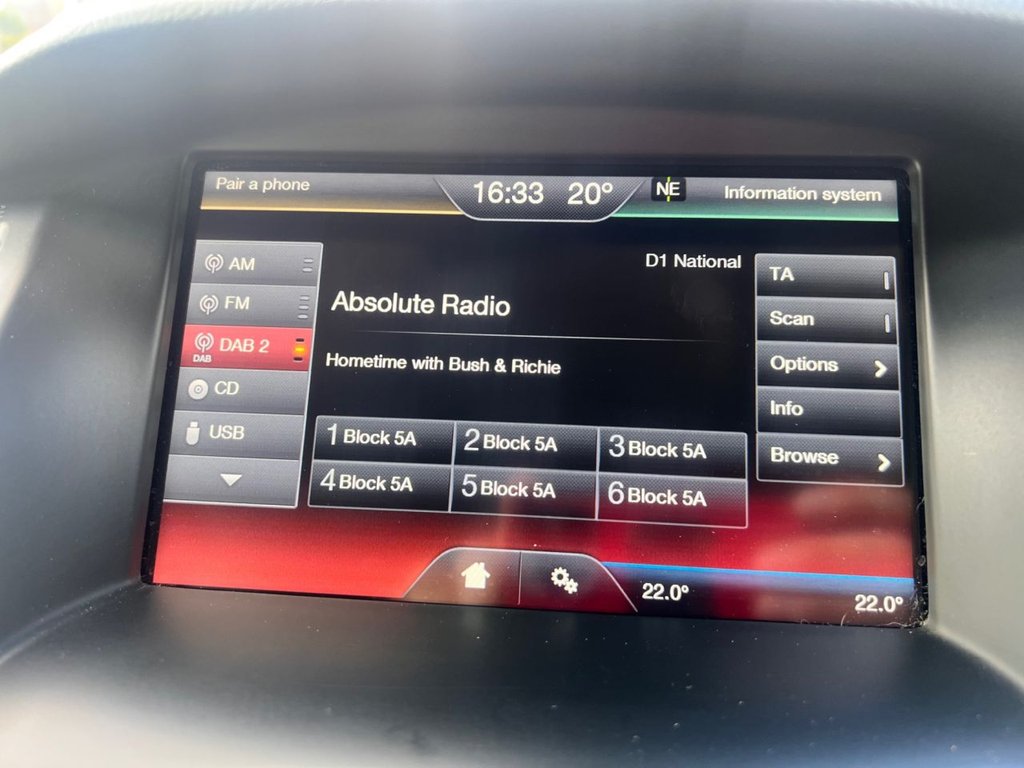 Pair a phone
16:33 20°
NE
Information system
AM
FM
DAB
DAB 2
CD
USB
D1 National
Absolute Radio
Hometime with Bush & Richie
1 Block 5A
2 Block 5A
3 Block 5A
4 Block 5A
5 Block 5A
6 Block 5A
TA
Scan
Options
Info
Browse
22.0°
22.0°